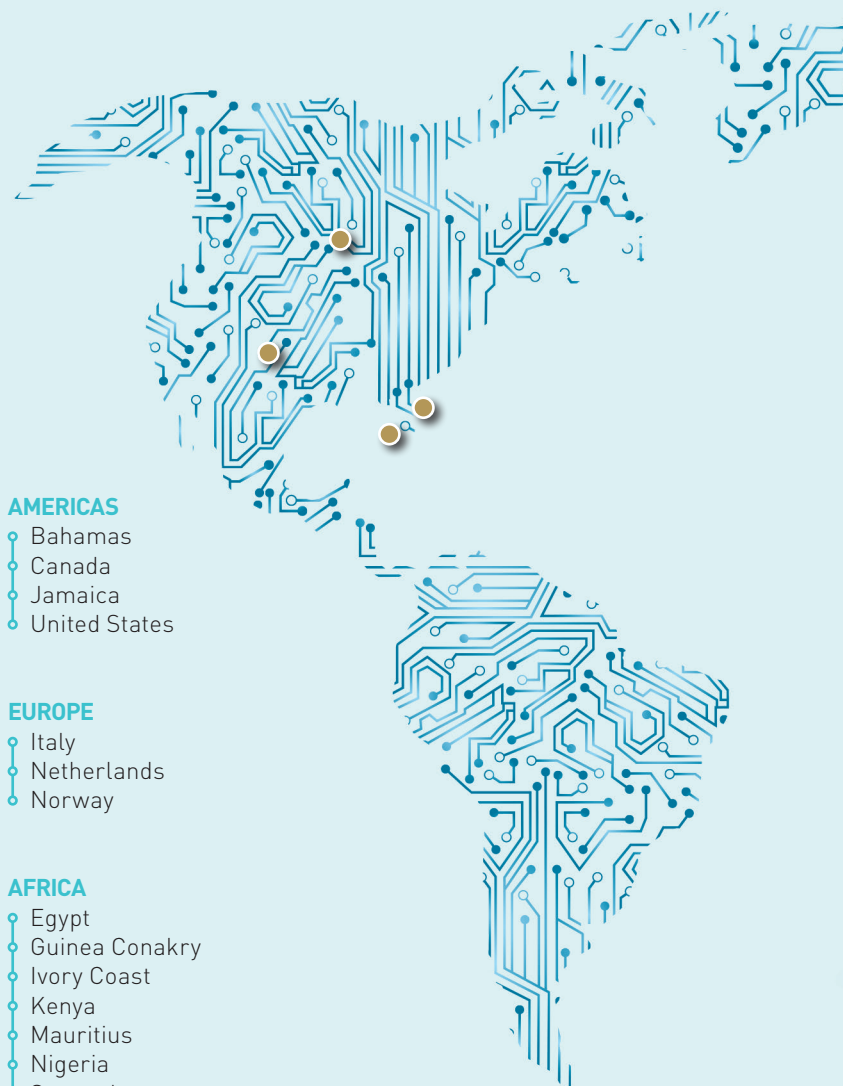 AMERICAS
Bahamas
Canada
Jamaica
United States
EUROPE
Italy
Netherlands
Norway
AFRICA
Egypt
Guinea Conakry
Ivory Coast
Kenya
Mauritius
Nigeria